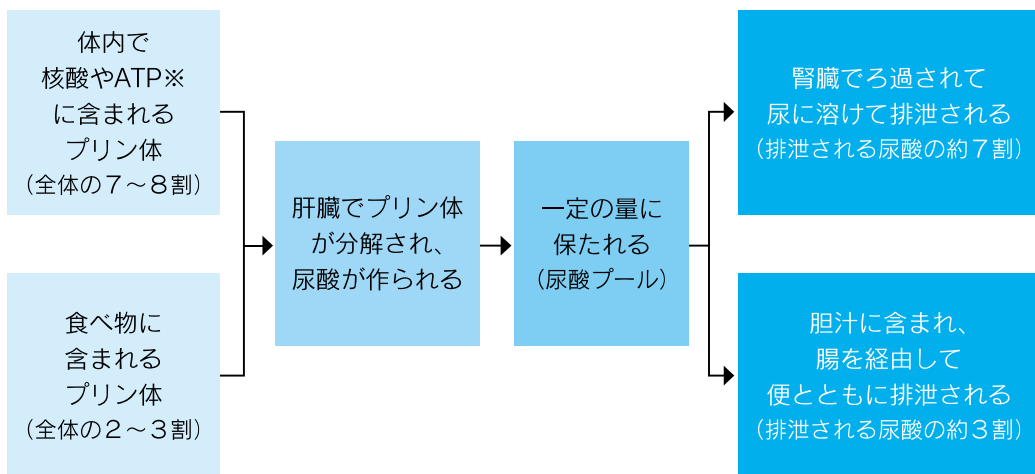 体内で
核酸やATP※
に含まれる
プリン体
（全体の7～8割）
食べ物に
含まれる
プリン体
（全体の2～3割）
肝臓でプリン体
が分解され、
尿酸が作られる
一定の量に
保たれる
（尿酸プール）
腎臓でろ過されて
尿に溶けて排泄される
（排泄される尿酸の約7割）
胆汁に含まれ、
腸を経由して
便とともに排泄される
（排泄される尿酸の約3割）